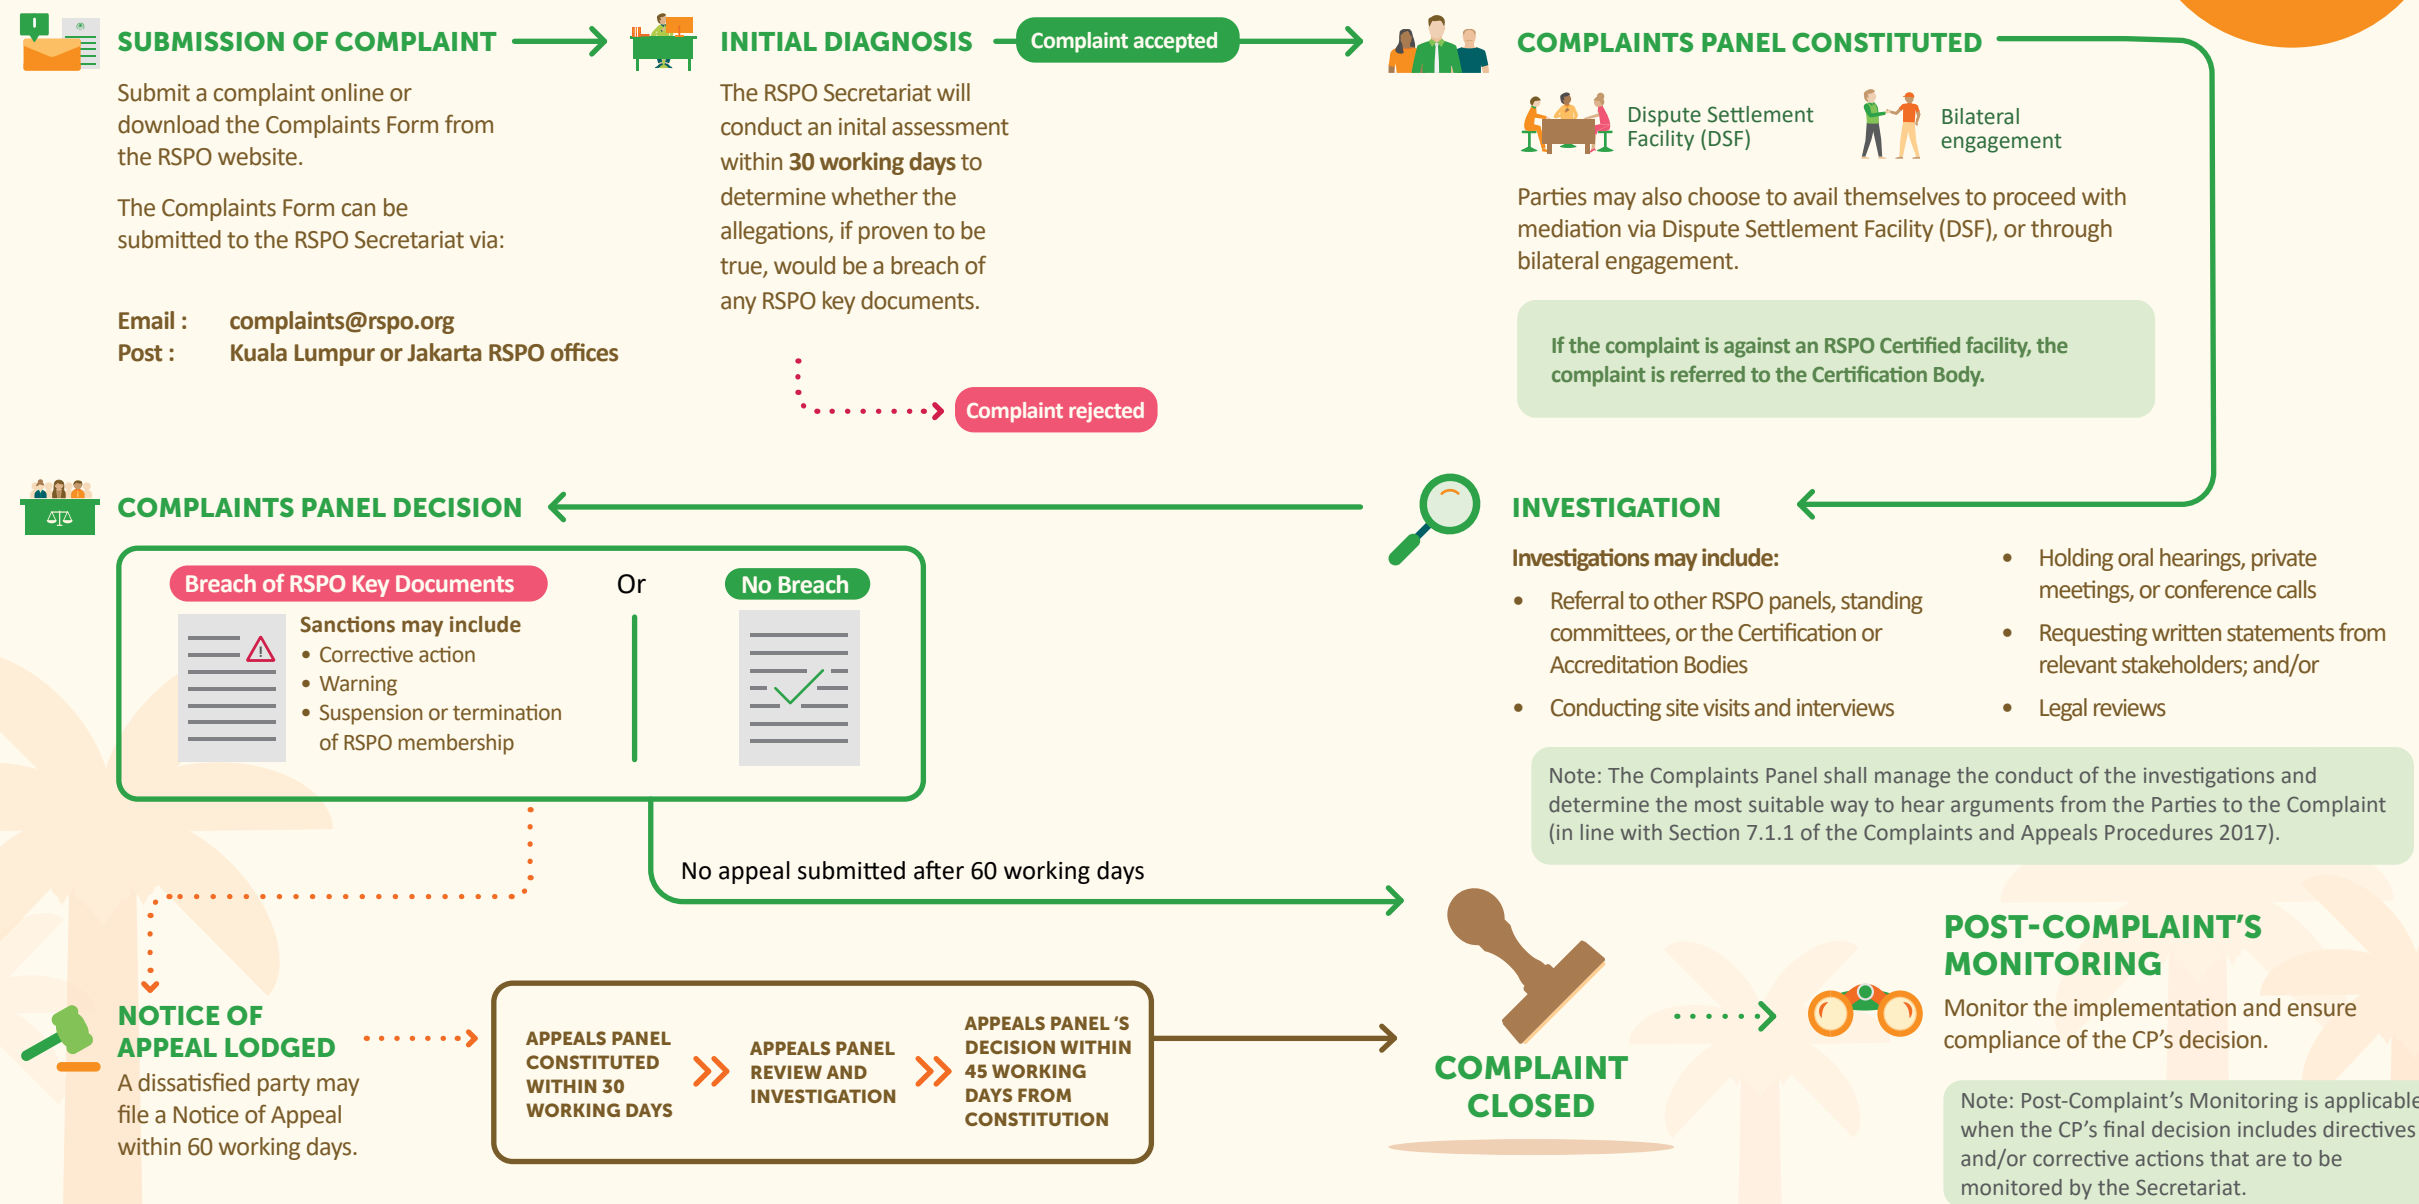 SUBMISSION OF COMPLAINT
Submit a complaint online or
download the Complaints Form from
the RSPO website.
The Complaints Form can be
submitted to the RSPO Secretariat via:
Email : complaints@rspo.org
Post : Kuala Lumpur or Jakarta RSPO offices
INITIAL DIAGNOSIS
The RSPO Secretariat will
conduct an inital assessment
within 30 working days to
determine whether the
allegations, if proven to be
true, would be a breach of
any RSPO key documents.
Complaint accepted
Complaint rejected
COMPLAINTS PANEL CONSTITUTED
Dispute Settlement
Facility (DSF)
Bilateral
engagement
Parties may also choose to avail themselves to proceed with
mediation via Dispute Settlement Facility (DSF), or through
bilateral engagement.
If the complaint is against an RSPO Certified facility, the
complaint is referred to the Certification Body.
INVESTIGATION
Investigations may include:
• Referral to other RSPO panels, standing
committees, or the Certification or
Accreditation Bodies
• Conducting site visits and interviews
• Holding oral hearings, private
meetings, or conference calls
• Requesting written statements from
relevant stakeholders; and/or
• Legal reviews
Note: The Complaints Panel shall manage the conduct of the investigations and
determine the most suitable way to hear arguments from the Parties to the Complaint
(in line with Section 7.1.1 of the Complaints and Appeals Procedures 2017).
COMPLAINTS PANEL DECISION
Breach of RSPO Key Documents
Sanctions may include
• Corrective action
• Warning
• Suspension or termination
of RSPO membership
Or
No Breach
No appeal submitted after 60 working days
NOTICE OF
APPEAL LODGED
A dissatisfied party may
file a Notice of Appeal
within 60 working days.
APPEALS PANEL
CONSTITUTED
WITHIN 30
WORKING DAYS
APPEALS PANEL
REVIEW AND
INVESTIGATION
APPEALS PANEL ‘S
DECISION WITHIN
45 WORKING
DAYS FROM
CONSTITUTION
COMPLAINT
CLOSED
POST-COMPLAINT’S
MONITORING
Monitor the implementation and ensure
compliance of the CP’s decision.
Note: Post-Complaint’s Monitoring is applicable
when the CP’s final decision includes directives
and/or corrective actions that are to be
monitored by the Secretariat.